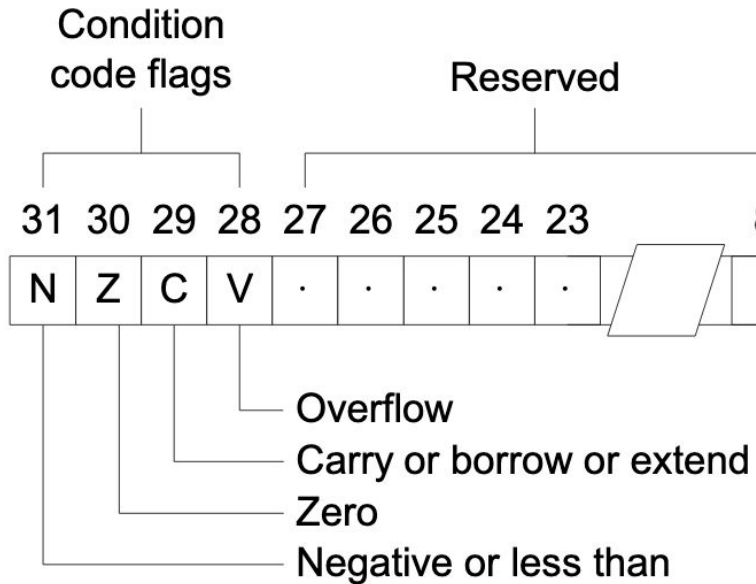 Condition
code flags
Reserved
31 30 29 28 27 26 25 24 23
N Z C V · · · · ·
Overflow
Carry or borrow or extend
Zero
Negative or less than